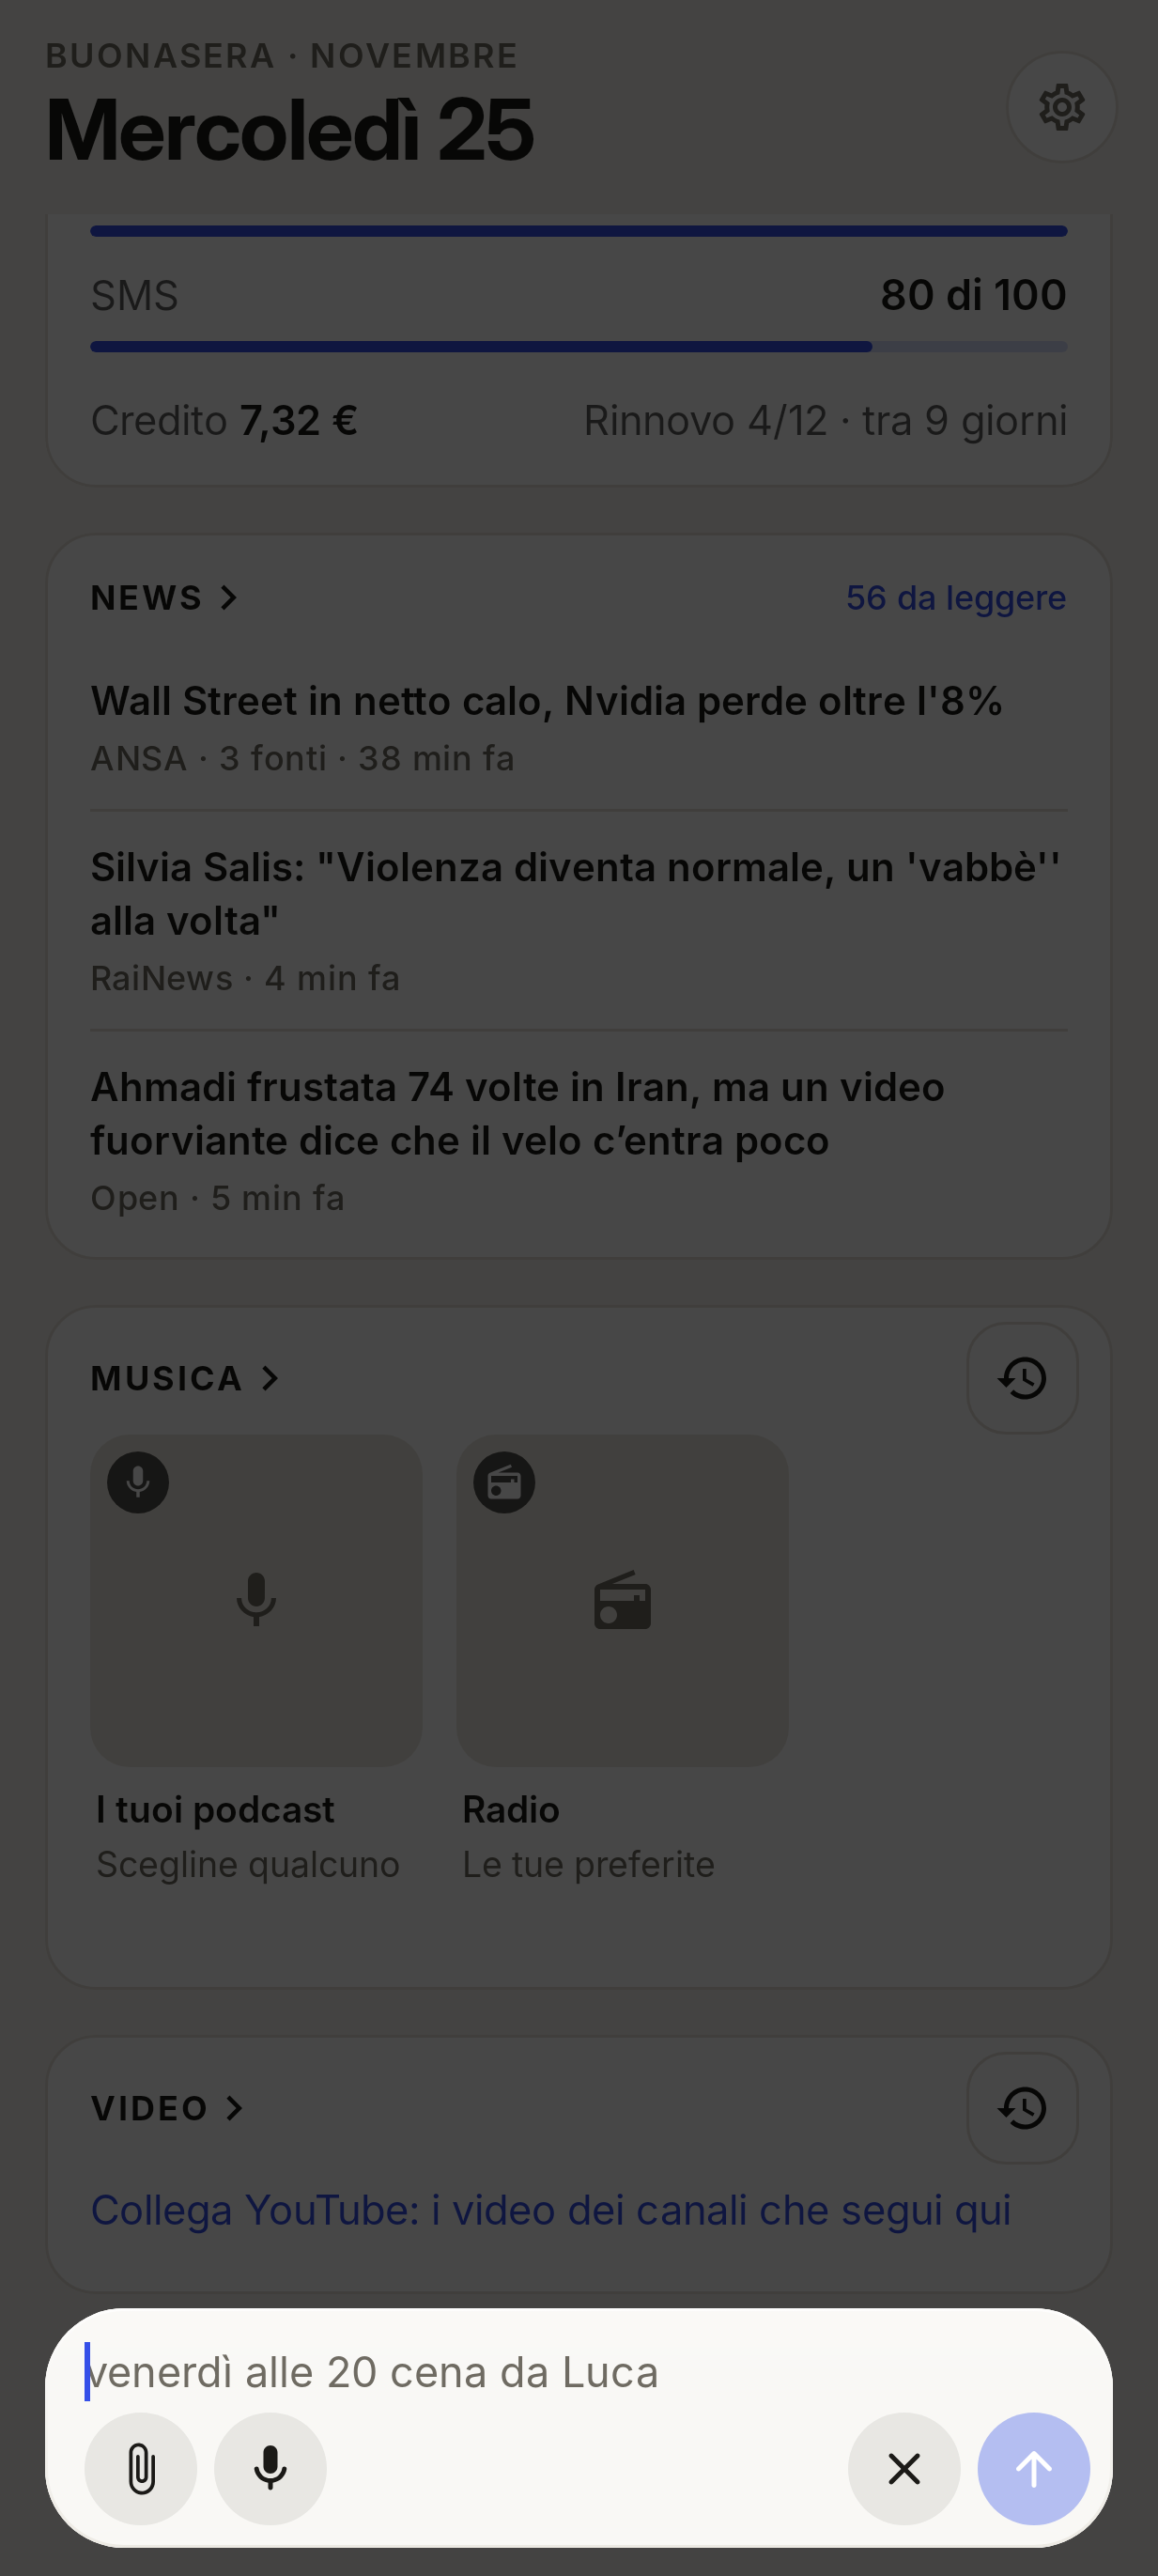 BUONASERA · NOVEMBRE
Mercoledì 25
SMS
80 di 100
Credito 7,32 €
Rinnovo 4/12 · tra 9 giorni
NEWS
56 da leggere
Wall Street in netto calo, Nvidia perde oltre l'8%
ANSA · 3 fonti · 38 min fa
Silvia Salis: "Violenza diventa normale, un 'vabbè''
alla volta"
RaiNews · 4 min fa
Ahmadi frustata 74 volte in Iran, ma un video
fuorviante dice che il velo c’entra poco
Open · 5 min fa
MUSICA
I tuoi podcast
Scegline qualcuno
Radio
Le tue preferite
VIDEO
Collega YouTube: i video dei canali che segui qui
venerdì alle 20 cena da Luca